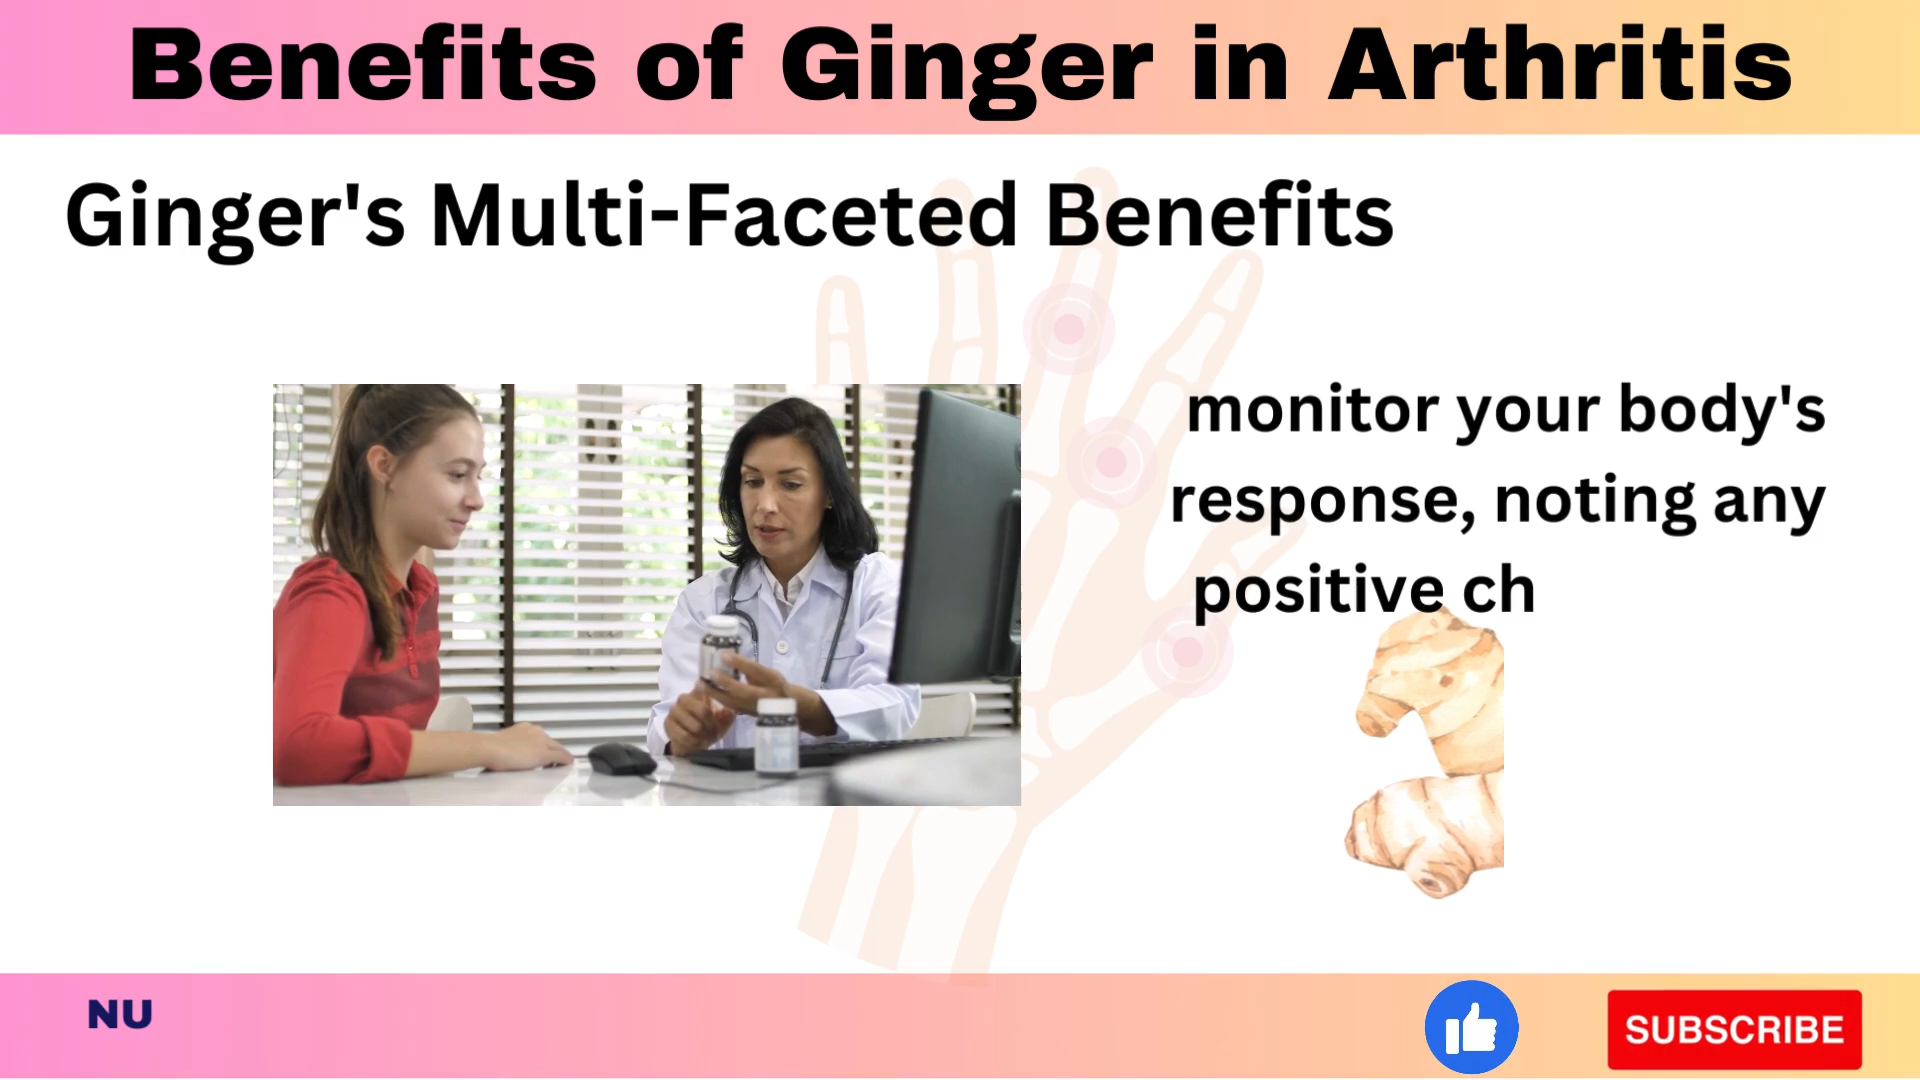 Benefits of Ginger in Arthritis
Ginger's Multi-Faceted Benefits
monitor your body's
response, noting any
positive ch
NU
SUBSCRIBE